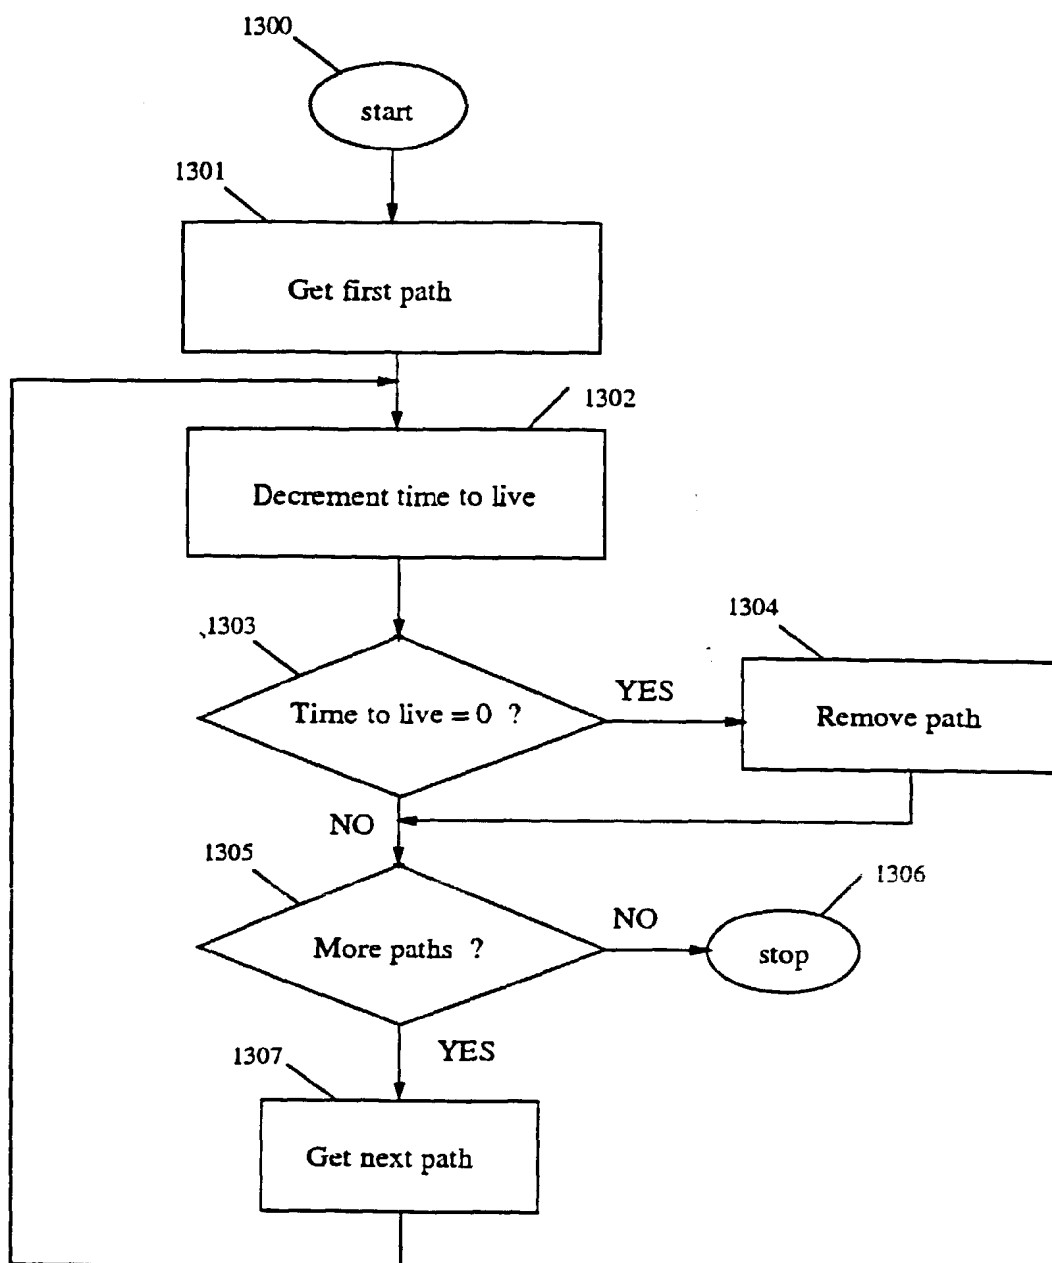 1300
start
1301
Get first path
1302
Decrement time to live
1303
Time to live = 0 ?
YES
1304
Remove path
NO
1305
More paths ?
NO
1306
stop
YES
1307
Get next path